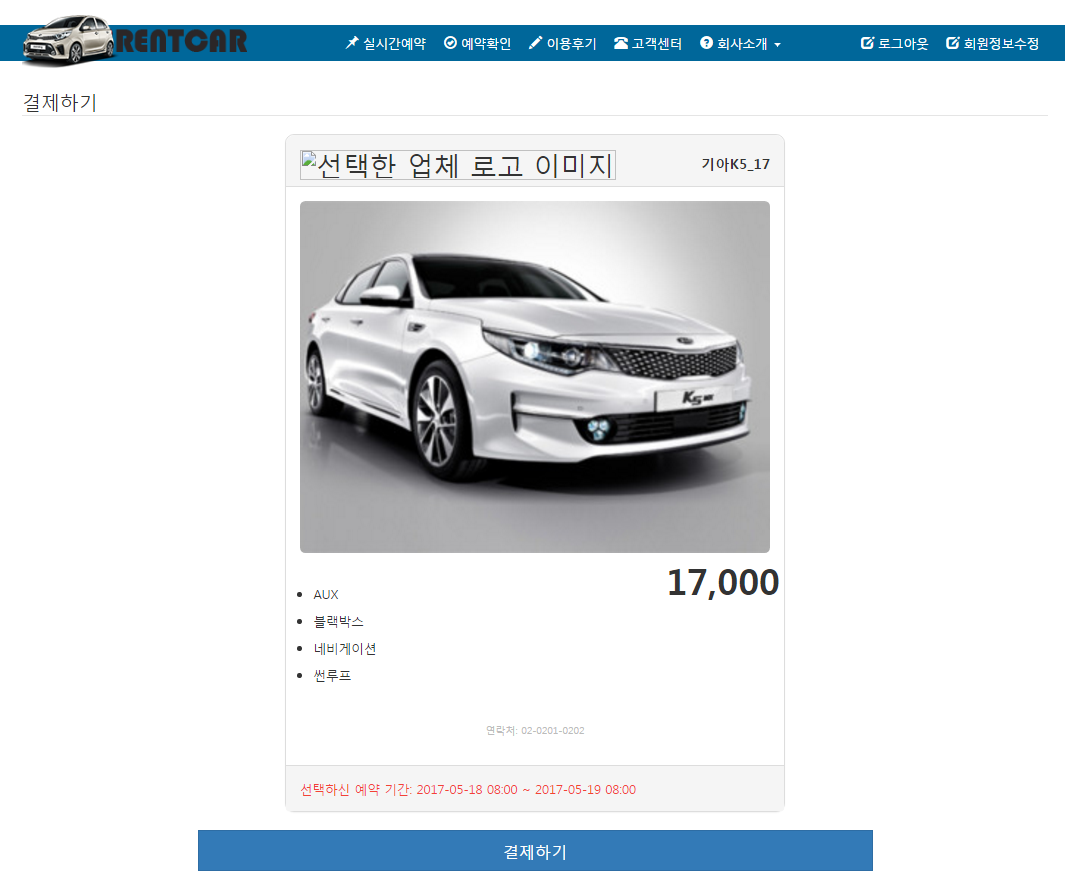 RENTCAR 실시간예약 예약확인 이용후기 고객센터 회사소개 로그아웃 회원정보수정
결제하기
선택한 업체 로고 이미지 기아K5_17
K5 MX
17,000
AUX
블랙박스
네비게이션
썬루프
연락처: 02-0201-0202
선택하신 예약 기간: 2017-05-18 08:00 ~ 2017-05-19 08:00
결제하기